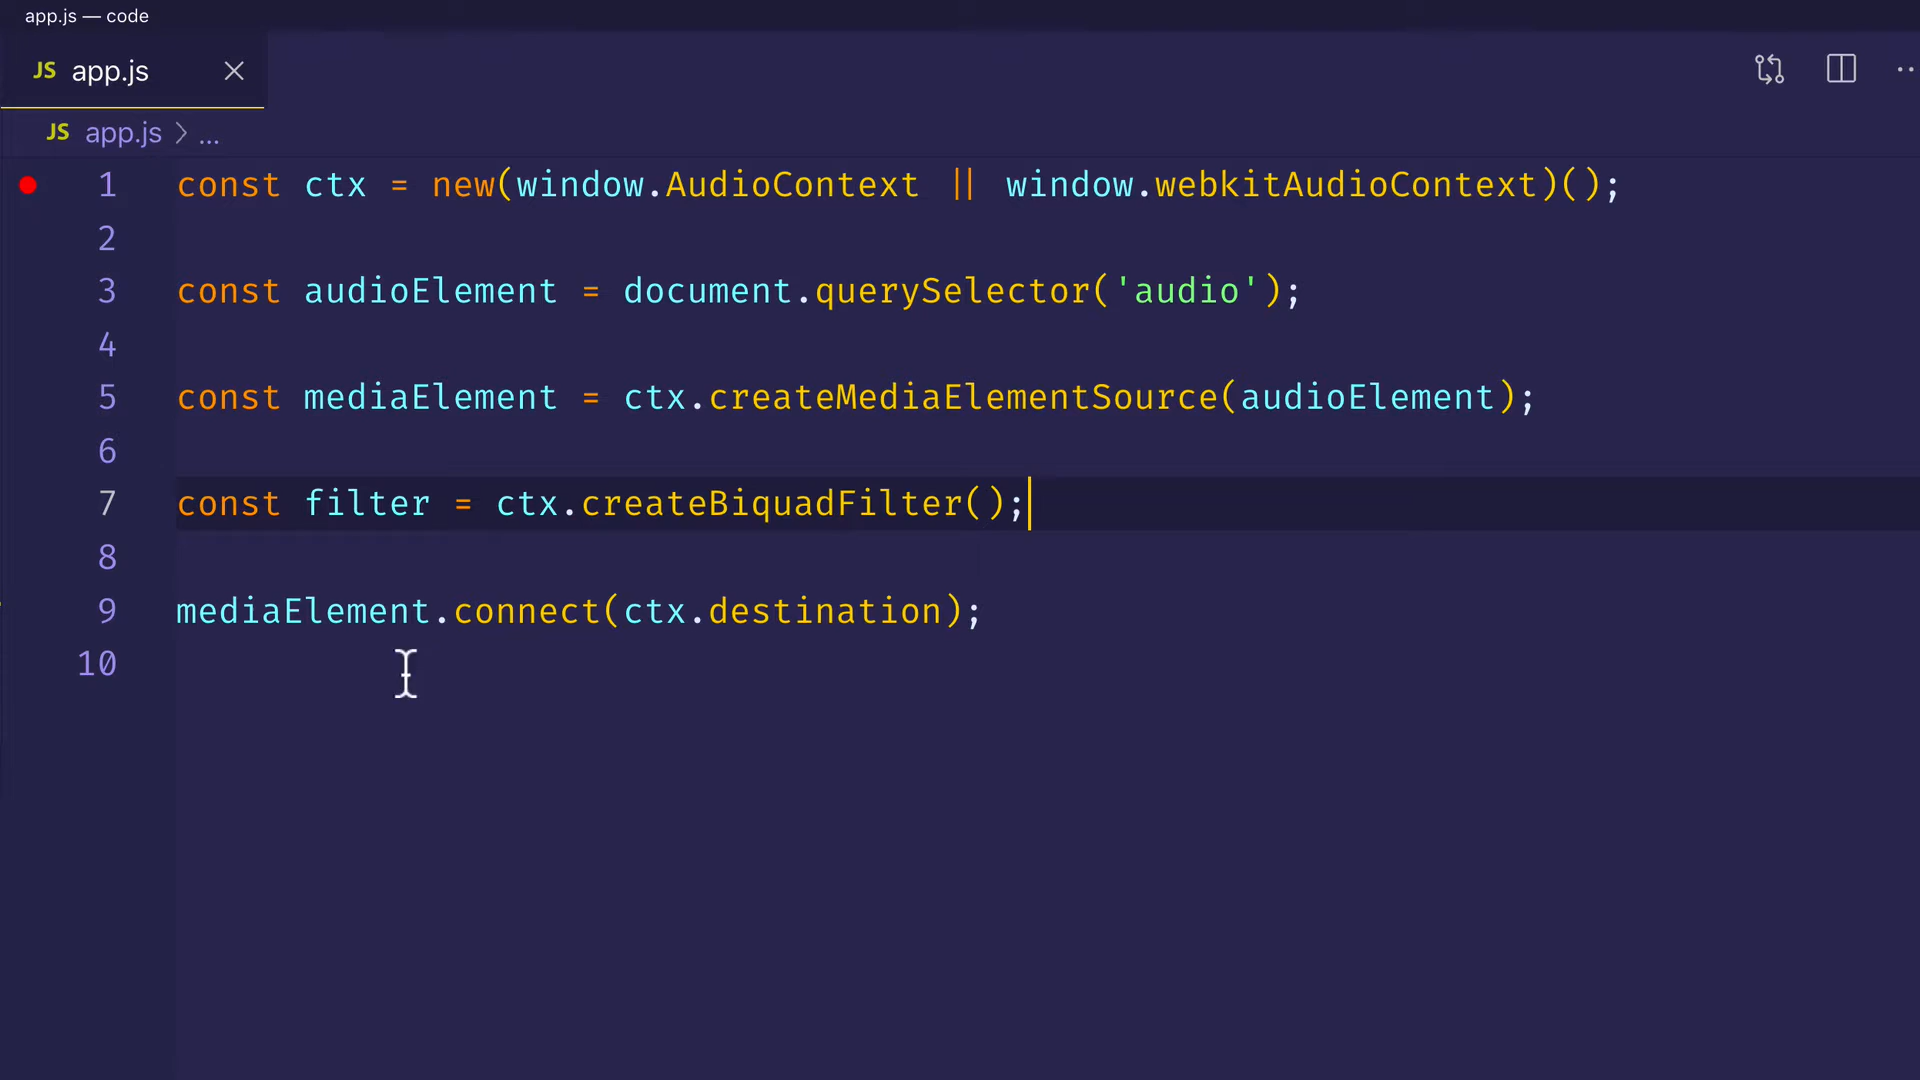 app.js — code
JS app.js
JS app.js > ...
1 const ctx = new(window.AudioContext || window.webkitAudioContext)();
2
3 const audioElement = document.querySelector('audio');
4
5 const mediaElement = ctx.createMediaElementSource(audioElement);
6
7 const filter = ctx.createBiquadFilter();
8
9 mediaElement.connect(ctx.destination);
10